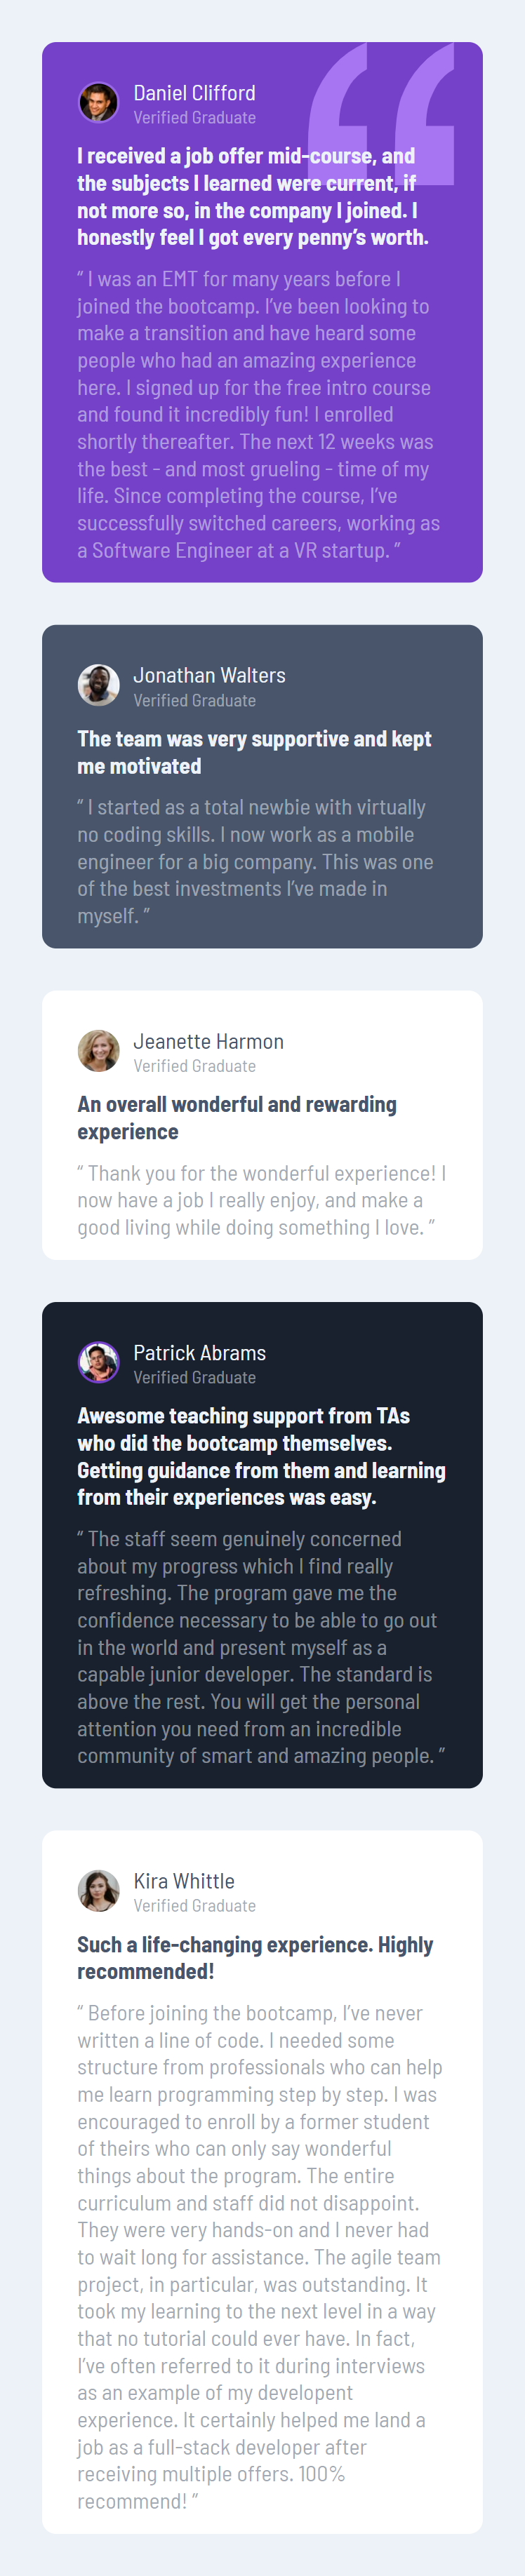 Daniel Clifford
Verified Graduate
I received a job offer mid-course, and
the subjects I learned were current, if
not more so, in the company I joined. I
honestly feel I got every penny’s worth.
“ I was an EMT for many years before I
joined the bootcamp. I’ve been looking to
make a transition and have heard some
people who had an amazing experience
here. I signed up for the free intro course
and found it incredibly fun! I enrolled
shortly thereafter. The next 12 weeks was
the best - and most grueling - time of my
life. Since completing the course, I’ve
successfully switched careers, working as
a Software Engineer at a VR startup. ”
Jonathan Walters
Verified Graduate
The team was very supportive and kept
me motivated
“ I started as a total newbie with virtually
no coding skills. I now work as a mobile
engineer for a big company. This was one
of the best investments I’ve made in
myself. ”
Jeanette Harmon
Verified Graduate
An overall wonderful and rewarding
experience
“ Thank you for the wonderful experience! I
now have a job I really enjoy, and make a
good living while doing something I love. ”
Patrick Abrams
Verified Graduate
Awesome teaching support from TAs
who did the bootcamp themselves.
Getting guidance from them and learning
from their experiences was easy.
“ The staff seem genuinely concerned
about my progress which I find really
refreshing. The program gave me the
confidence necessary to be able to go out
in the world and present myself as a
capable junior developer. The standard is
above the rest. You will get the personal
attention you need from an incredible
community of smart and amazing people. ”
Kira Whittle
Verified Graduate
Such a life-changing experience. Highly
recommended!
“ Before joining the bootcamp, I’ve never
written a line of code. I needed some
structure from professionals who can help
me learn programming step by step. I was
encouraged to enroll by a former student
of theirs who can only say wonderful
things about the program. The entire
curriculum and staff did not disappoint.
They were very hands-on and I never had
to wait long for assistance. The agile team
project, in particular, was outstanding. It
took my learning to the next level in a way
that no tutorial could ever have. In fact,
I’ve often referred to it during interviews
as an example of my developent
experience. It certainly helped me land a
job as a full-stack developer after
receiving multiple offers. 100%
recommend! ”